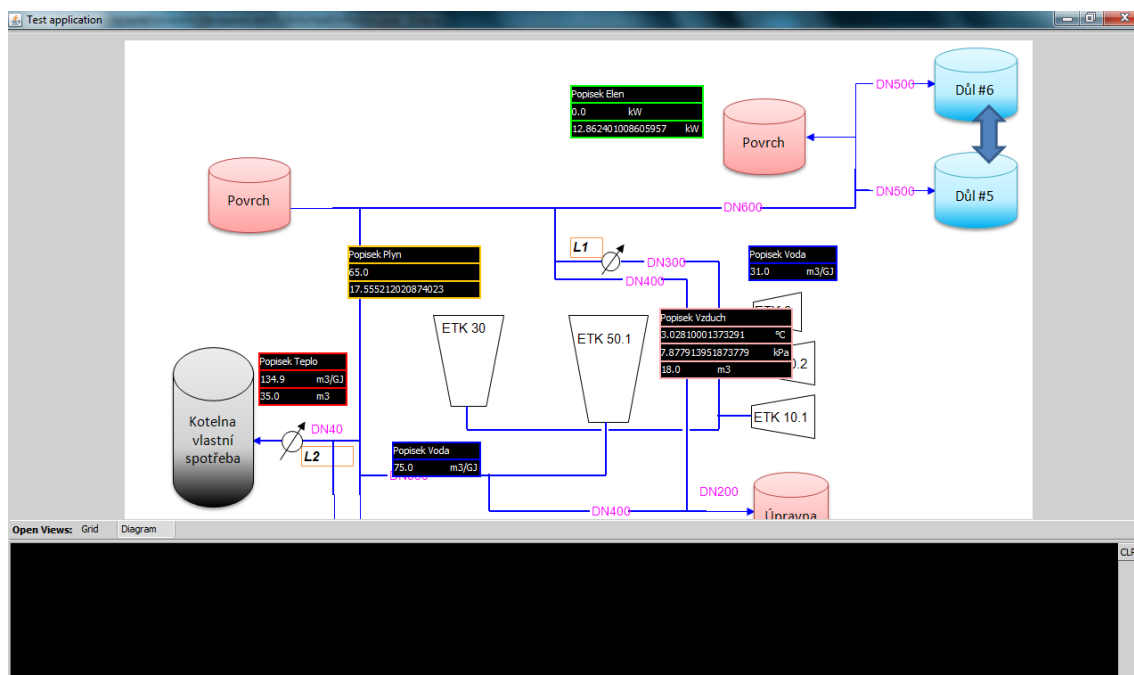 Test application
DN500
Důl #6
Popisek Elen
0.0 kW
12.862401008605957 kW
Povrch
Povrch
DN500
Důl #5
DN600
L1
Popisek Plyn
65.0
17.555212020874023
DN300
DN400
Popisek Voda
31.0 m3/GJ
ETK 30
ETK 50.1
Popisek Vzduch
3.02810001373291 °C
7.877913951873779 kPa
18.0 m3
.2
Popisek Teplo
134.9 m3/GJ
35.0 m3
ETK 10.1
Kotelna
vlastní
spotřeba
DN40
L2
Popisek Voda
75.0 m3/GJ
DN200
DN400
Úpravna
Open Views: Grid Diagram
CLR